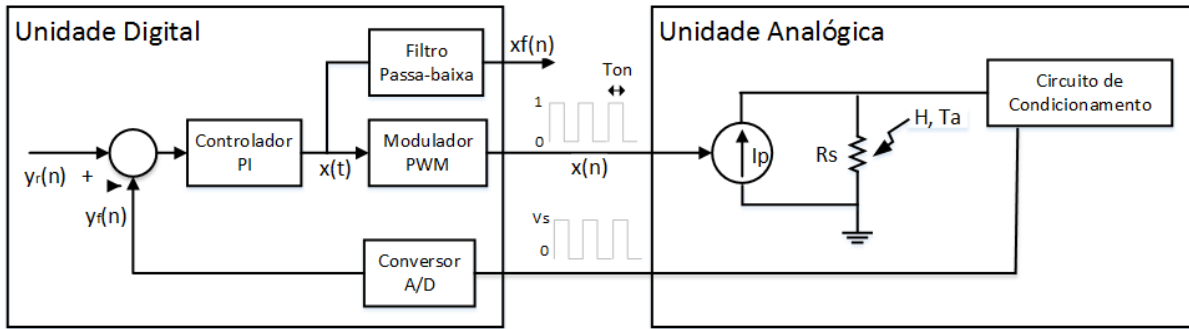 Unidade Digital
Filtro
Passa-baixa
xf(n)
Controlador
PI
x(t)
Modulador
PWM
yr(n)
+
yf(n)
Conversor
A/D
Ton
1
0
x(n)
Vs
0
Unidade Analógica
Ip
Rs
H, Ta
Circuito de
Condicionamento